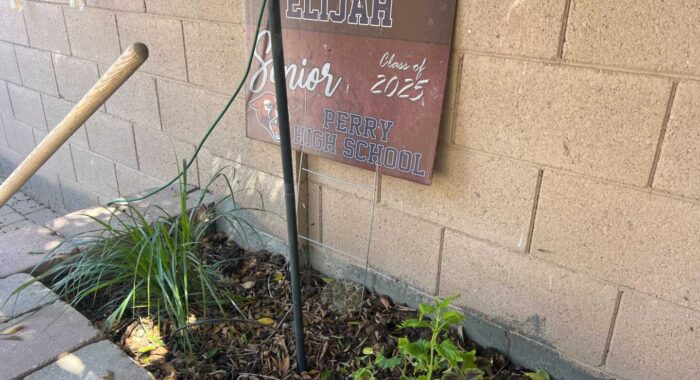 ELIJAH
Senior
Class of
2025
PERRY
HIGH SCHOOL